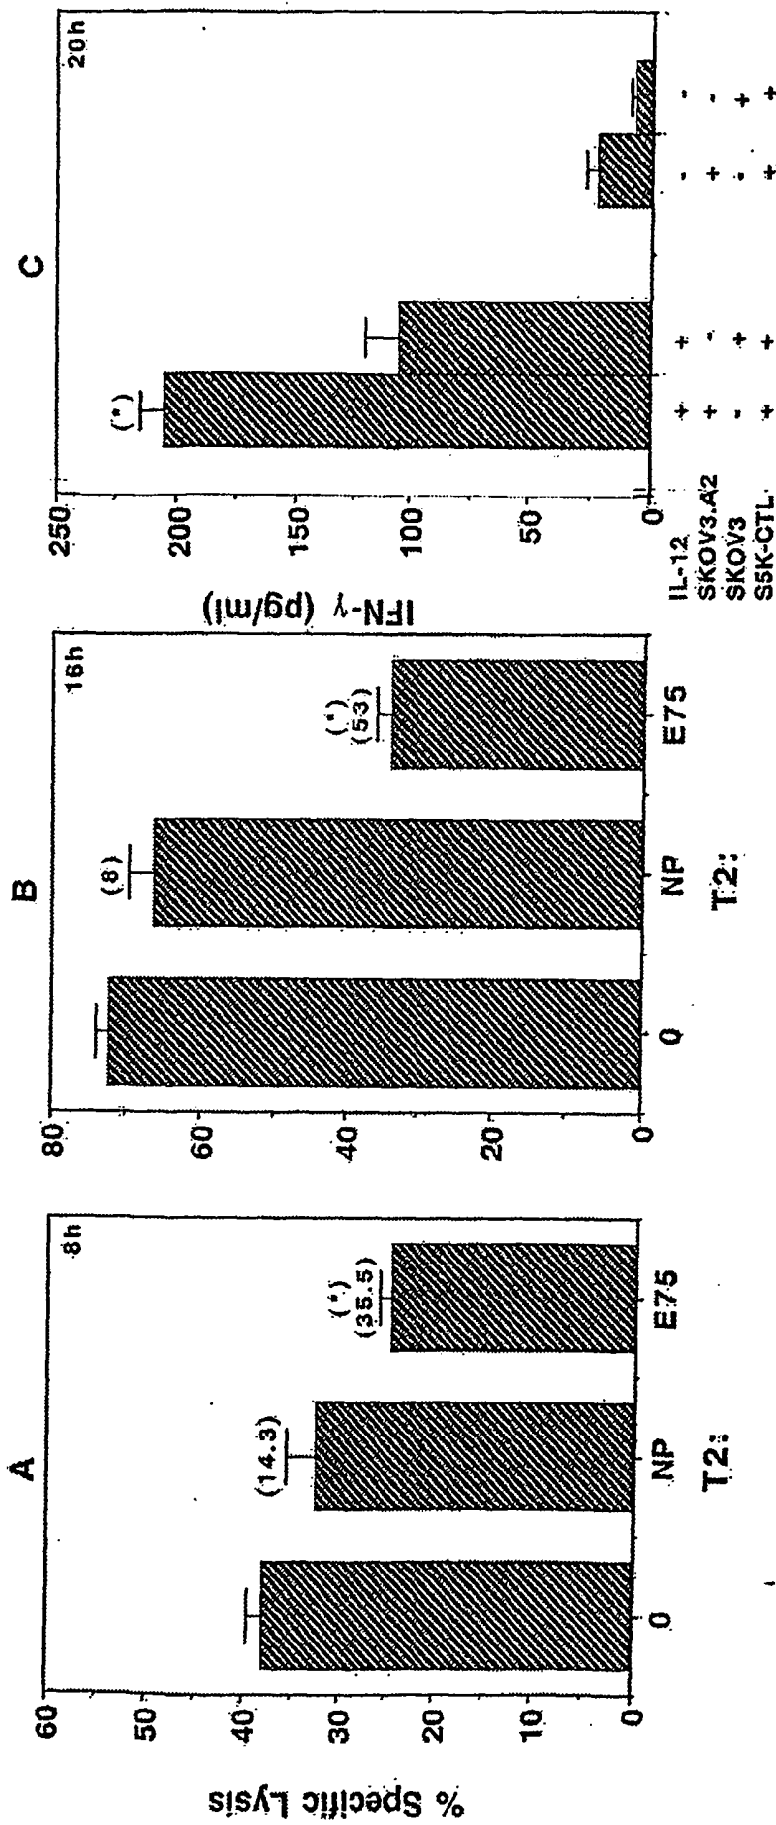 A
8h
% Specific Lysis
60
50
40
30
20
10
0
(14.3)
(*)
(35.5)
0 NP E75
T2:
B
16h
80
60
40
20
0
(8)
(*)
(53)
0 NP E75
T2:
C
20h
IFN-γ (pg/ml)
250
200
150
100
50
0
(*)
IL-12 + + - -
SKOV3.A2 + - + -
SKOV3 - + - +
S5K-CTL + + + +